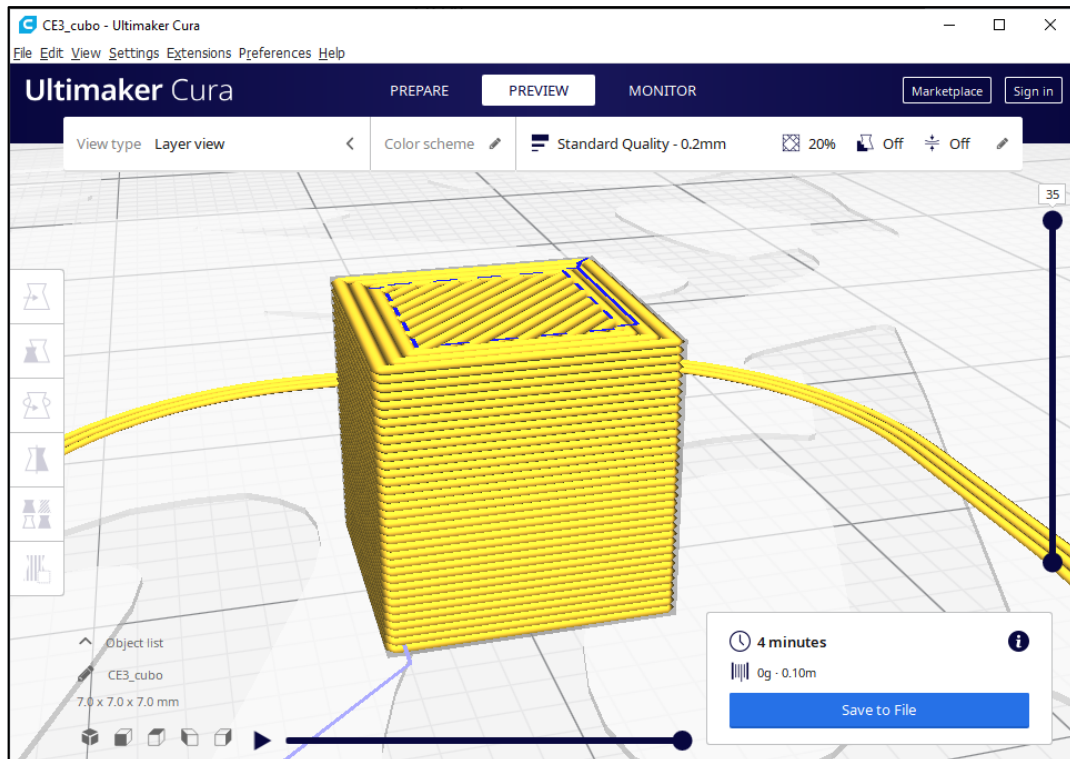 CE3_cubo - Ultimaker Cura
File Edit View Settings Extensions Preferences Help
Ultimaker Cura
PREPARE
PREVIEW
MONITOR
Marketplace
Sign in
View type Layer view
Color scheme
Standard Quality - 0.2mm
20%
Off
Off
35
Object list
CE3_cubo
7.0 x 7.0 x 7.0 mm
4 minutes
0g · 0.10m
Save to File